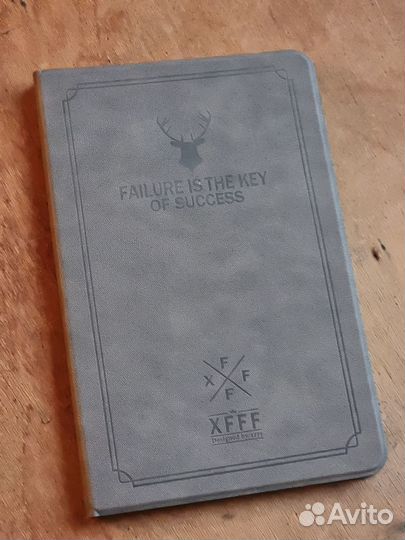 FAILURE IS THE KEY
OF SUCCESS
F
X F
F
XFFF
Designed by:xfff
Avito